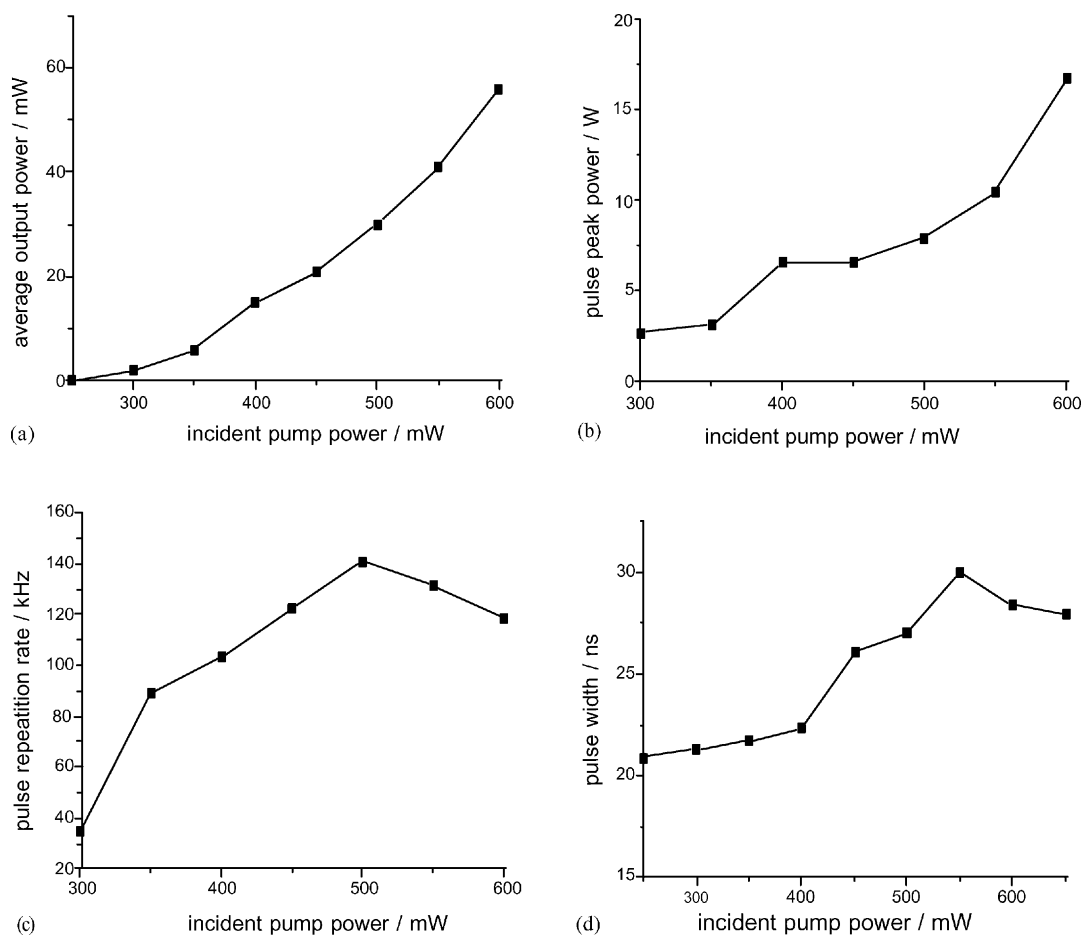 60
40
20
0
average output power / mW
300 400 500 600
incident pump power / mW
(a)
20
15
10
5
0
pulse peak power / W
300 400 500 600
incident pump power / mW
(b)
160
140
120
100
80
60
40
20
pulse repeatition rate / kHz
300 400 500 600
incident pump power / mW
(c)
30
25
20
15
pulse width / ns
300 400 500 600
incident pump power / mW
(d)